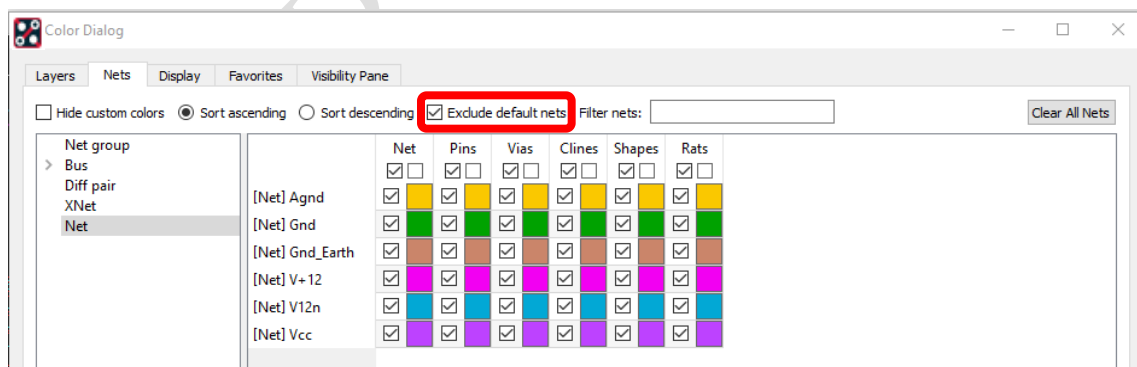 Color Dialog
Layers Nets Display Favorites Visibility Pane
Hide custom colors Sort ascending Sort descending Exclude default nets Filter nets: Clear All Nets
Net group
Bus
Diff pair
XNet
Net
Net Pins Vias Clines Shapes Rats
[Net] Agnd
[Net] Gnd
[Net] Gnd_Earth
[Net] V+12
[Net] V12n
[Net] Vcc